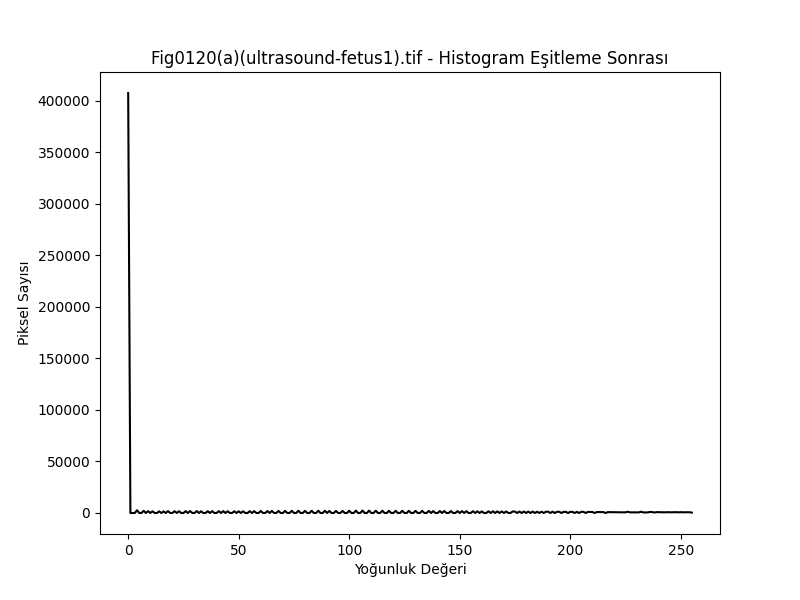 Fig0120(a)(ultrasound-fetus1).tif - Histogram Eşitleme Sonrası
400000
350000
300000
250000
200000
150000
100000
50000
0
Piksel Sayısı
0 50 100 150 200 250
Yoğunluk Değeri